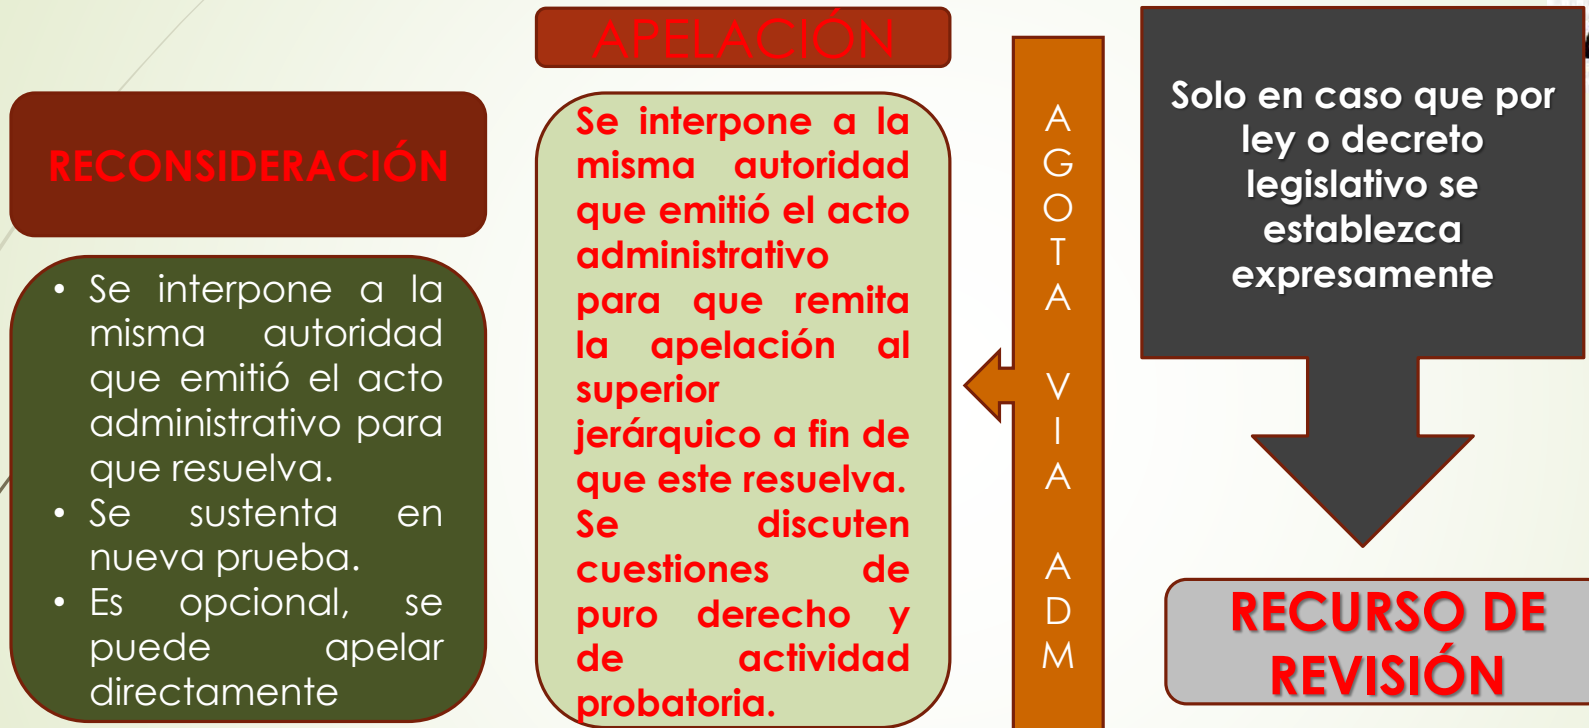 RECONSIDERACIÓN
• Se interpone a la
misma autoridad
que emitió el acto
administrativo para
que resuelva.
• Se sustenta en
nueva prueba.
• Es opcional, se
puede apelar
directamente
APELACIÓN
Se interpone a la
misma autoridad
que emitió el acto
administrativo
para que remita
la apelación al
superior
jerárquico a fin de
que este resuelva.
Se discuten
cuestiones de
puro derecho y
de actividad
probatoria.
AGOTA VIA ADM
Solo en caso que por
ley o decreto
legislativo se
establezca
expresamente
RECURSO DE
REVISIÓN